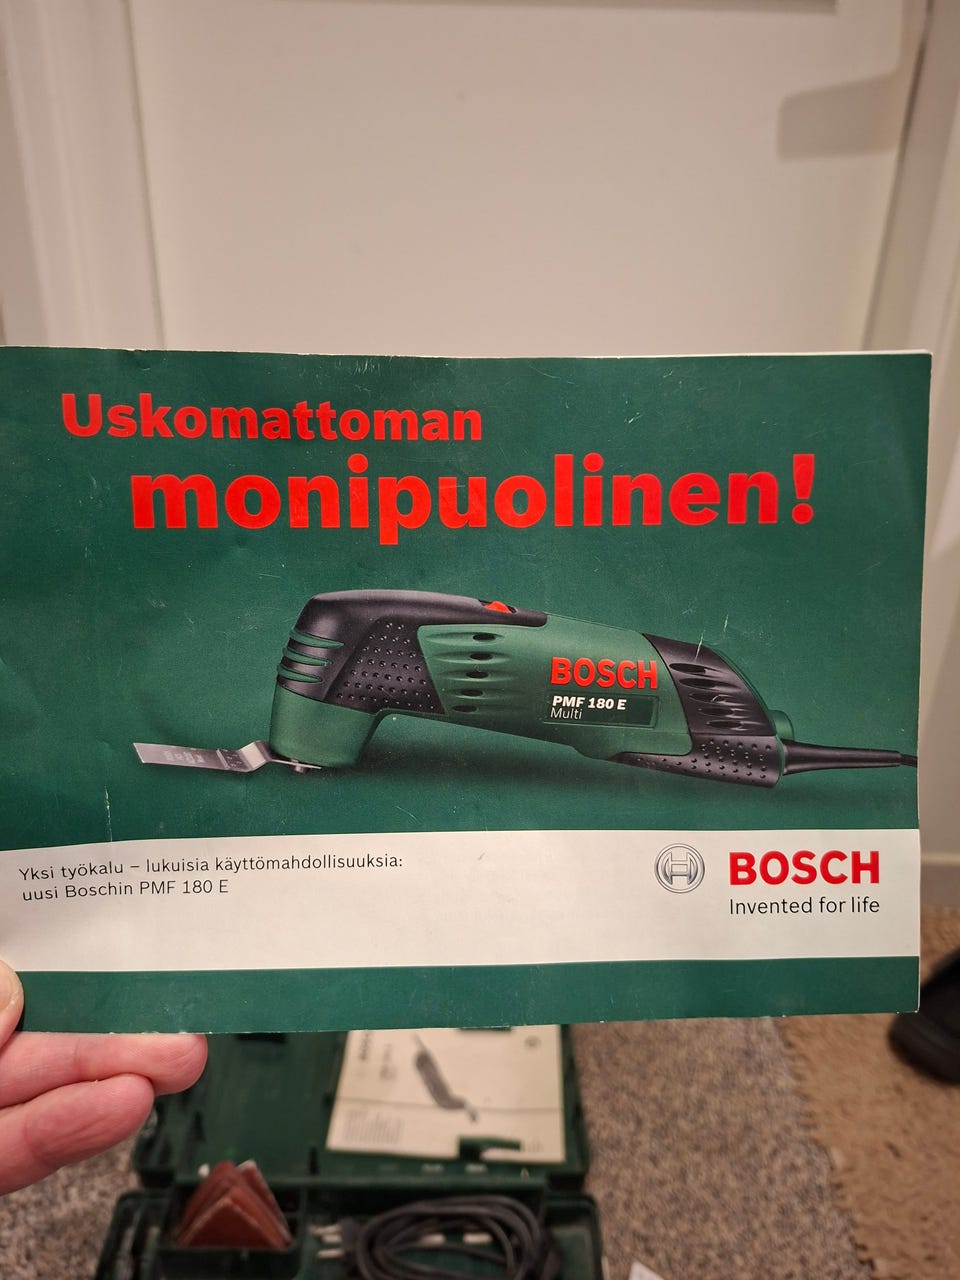 Uskomattoman
monipuolinen!
BOSCH
PMF 180 E
Multi
Yksi työkalu – lukuisia käyttömahdollisuuksia:
uusi Boschin PMF 180 E
BOSCH
Invented for life